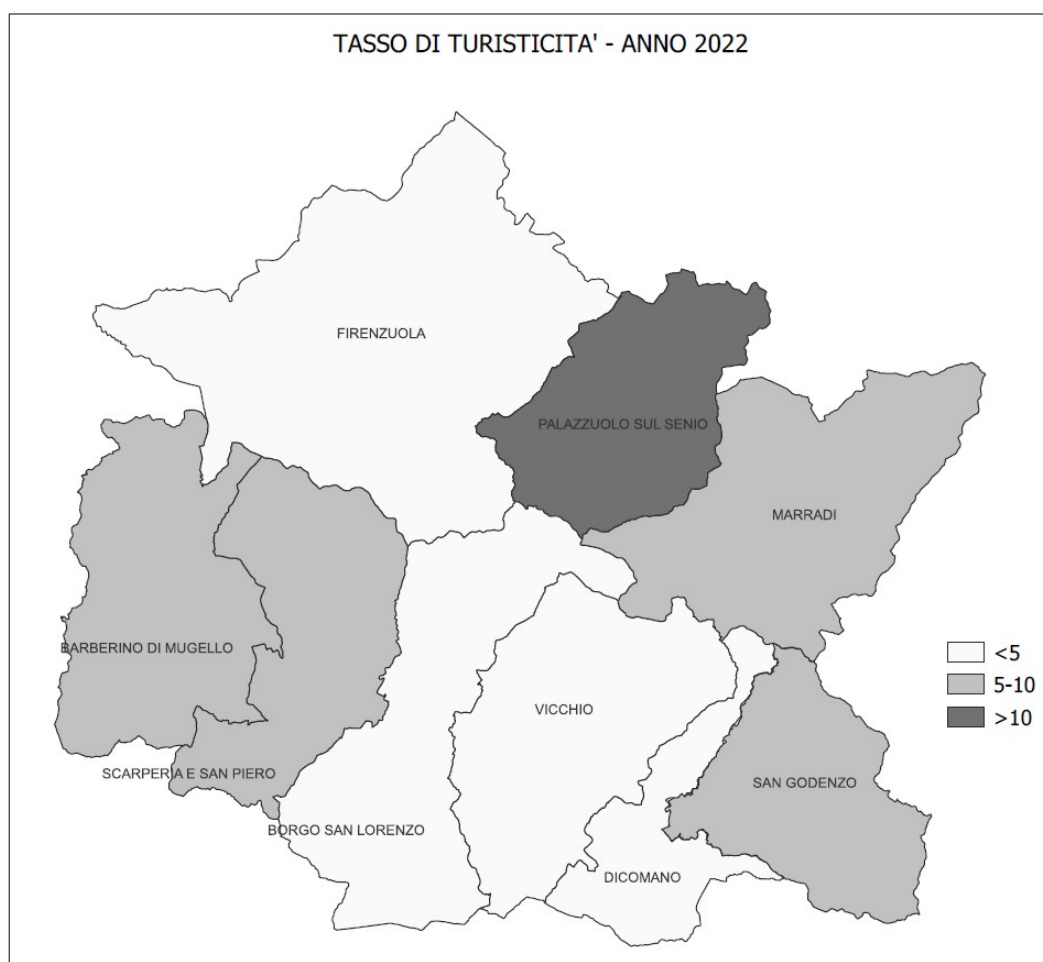 TASSO DI TURISTICITA' - ANNO 2022
FIRENZUOLA
PALAZZUOLO SUL SENIO
MARRADI
BARBERINO DI MUGELLO
<5
5-10
>10
VICCHIO
SCARPERIA E SAN PIERO
SAN GODENZO
BORGO SAN LORENZO
DICOMANO